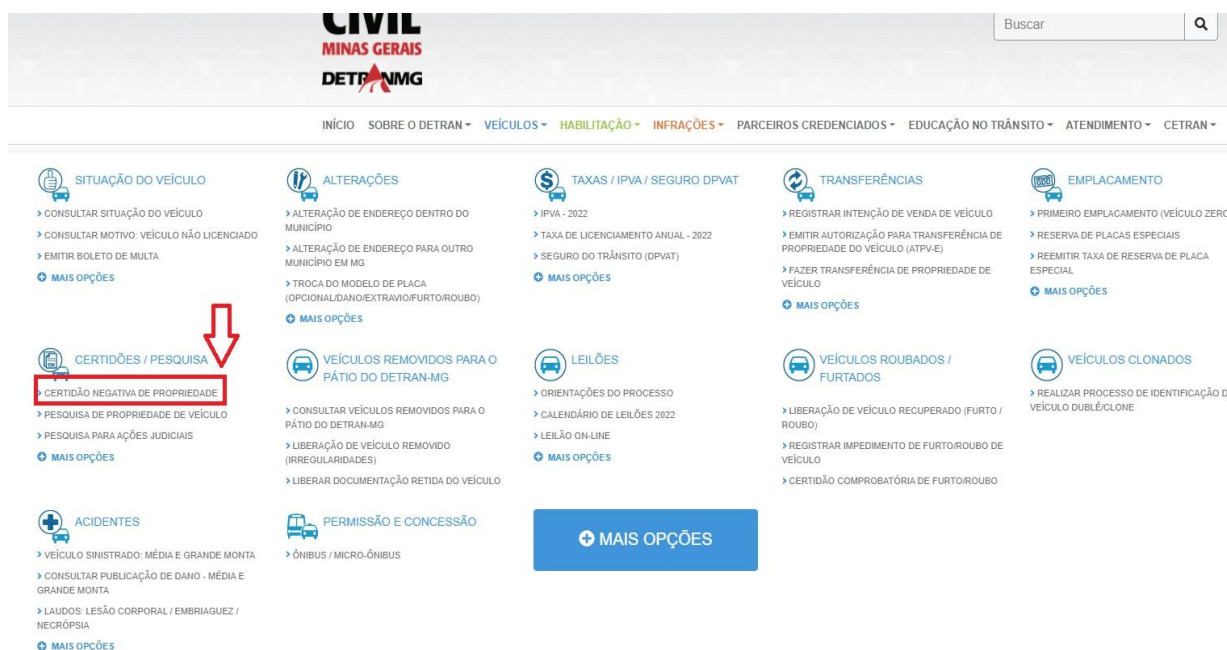 CIVIL
MINAS GERAIS
DETRANMG
Buscar
INÍCIO SOBRE O DETRAN VEÍCULOS HABILITAÇÃO INFRAÇÕES PARCEIROS CREDENCIADOS EDUCAÇÃO NO TRÂNSITO ATENDIMENTO CETRAN
SITUAÇÃO DO VEÍCULO
CONSULTAR SITUAÇÃO DO VEÍCULO
CONSULTAR MOTIVO: VEÍCULO NÃO LICENCIADO
EMITIR BOLETO DE MULTA
MAIS OPÇÕES
ALTERAÇÕES
ALTERAÇÃO DE ENDEREÇO DENTRO DO
MUNICÍPIO
ALTERAÇÃO DE ENDEREÇO PARA OUTRO
MUNICÍPIO EM MG
TROCA DO MODELO DE PLACA
(OPCIONAL/DANO/EXTRAVIO/FURTO/ROUBO)
MAIS OPÇÕES
TAXAS / IPVA / SEGURO DPVAT
IPVA - 2022
TAXA DE LICENCIAMENTO ANUAL - 2022
SEGURO DO TRÂNSITO (DPVAT)
MAIS OPÇÕES
TRANSFERÊNCIAS
REGISTRAR INTENÇÃO DE VENDA DE VEÍCULO
EMITIR AUTORIZAÇÃO PARA TRANSFERÊNCIA DE
PROPRIEDADE DO VEÍCULO (ATPV-E)
FAZER TRANSFERÊNCIA DE PROPRIEDADE DE
VEÍCULO
MAIS OPÇÕES
EMPLACAMENTO
PRIMEIRO EMPLACAMENTO (VEÍCULO ZERO
RESERVA DE PLACAS ESPECIAIS
REEMITIR TAXA DE RESERVA DE PLACA
ESPECIAL
MAIS OPÇÕES
CERTIDÕES / PESQUISA
CERTIDÃO NEGATIVA DE PROPRIEDADE
PESQUISA DE PROPRIEDADE DE VEÍCULO
PESQUISA PARA AÇÕES JUDICIAIS
MAIS OPÇÕES
VEÍCULOS REMOVIDOS PARA O
PÁTIO DO DETRAN-MG
CONSULTAR VEÍCULOS REMOVIDOS PARA O
PÁTIO DO DETRAN-MG
LIBERAÇÃO DE VEÍCULO REMOVIDO
(IRREGULARIDADES)
LIBERAR DOCUMENTAÇÃO RETIDA DO VEÍCULO
LEILÕES
ORIENTAÇÕES DO PROCESSO
CALENDÁRIO DE LEILÕES 2022
LEILÃO ON-LINE
MAIS OPÇÕES
VEÍCULOS ROUBADOS /
FURTADOS
LIBERAÇÃO DE VEÍCULO RECUPERADO (FURTO /
ROUBO)
REGISTRAR IMPEDIMENTO DE FURTO/ROUBO DE
VEÍCULO
CERTIDÃO COMPROBATÓRIA DE FURTO/ROUBO
VEÍCULOS CLONADOS
REALIZAR PROCESSO DE IDENTIFICAÇÃO D
VEÍCULO DUBLÊ/CLONE
ACIDENTES
VEÍCULO SINISTRADO: MÉDIA E GRANDE MONTA
CONSULTAR PUBLICAÇÃO DE DANO - MÉDIA E
GRANDE MONTA
LAUDOS: LESÃO CORPORAL / EMBRIAGUEZ /
NECRÓPSIA
MAIS OPÇÕES
PERMISSÃO E CONCESSÃO
ÔNIBUS / MICRO-ÔNIBUS
MAIS OPÇÕES